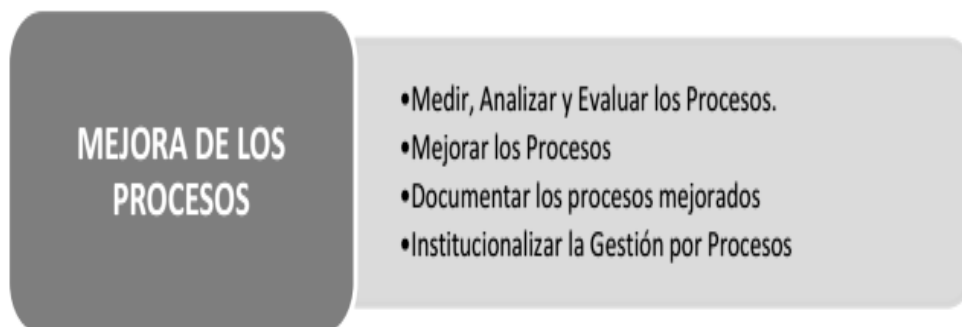 MEJORA DE LOS
PROCESOS
•Medir, Analizar y Evaluar los Procesos.
•Mejorar los Procesos
•Documentar los procesos mejorados
•Institucionalizar la Gestión por Procesos